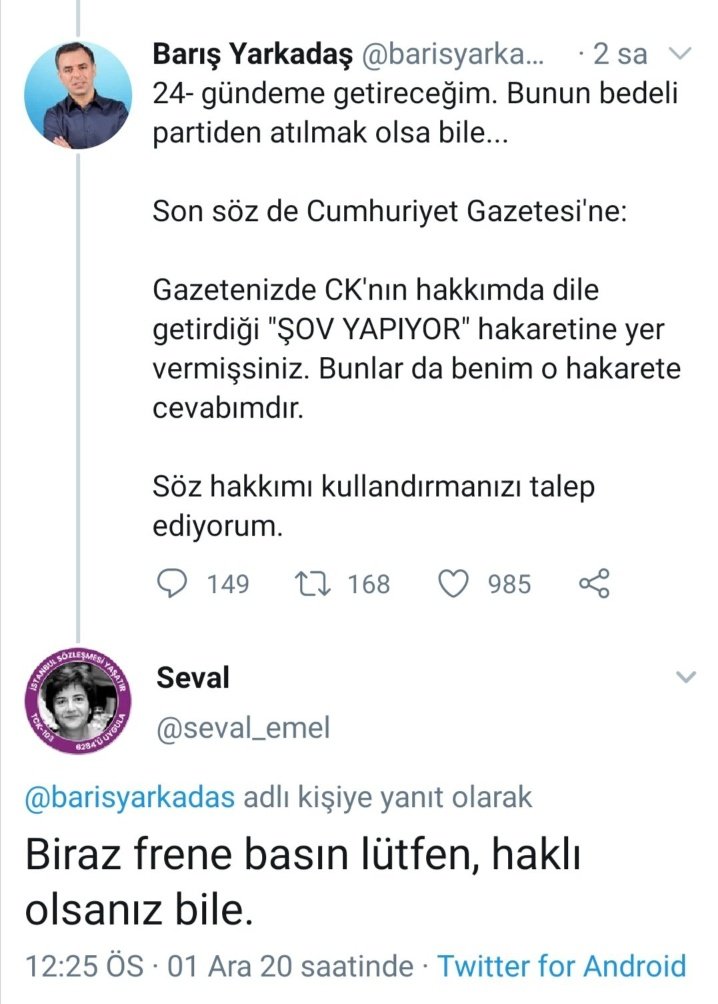 Barış Yarkadaş @barisyarka... · 2 sa
24- gündeme getireceğim. Bunun bedeli
partiden atılmak olsa bile...
Son söz de Cumhuriyet Gazetesi'ne:
Gazetenizde CK'nın hakkımda dile
getirdiği "ŞOV YAPIYOR" hakaretine yer
vermişsiniz. Bunlar da benim o hakarete
cevabımdır.
Söz hakkımı kullandırmanızı talep
ediyorum.
149 168 985
İSTANBUL SÖZLEŞMESİ YAŞATIR
TCK-103
6284'Ü UYGULA
Seval
@seval_emel
@barisyarkadas adlı kişiye yanıt olarak
Biraz frene basın lütfen, haklı
olsanız bile.
12:25 ÖS · 01 Ara 20 saatinde · Twitter for Android